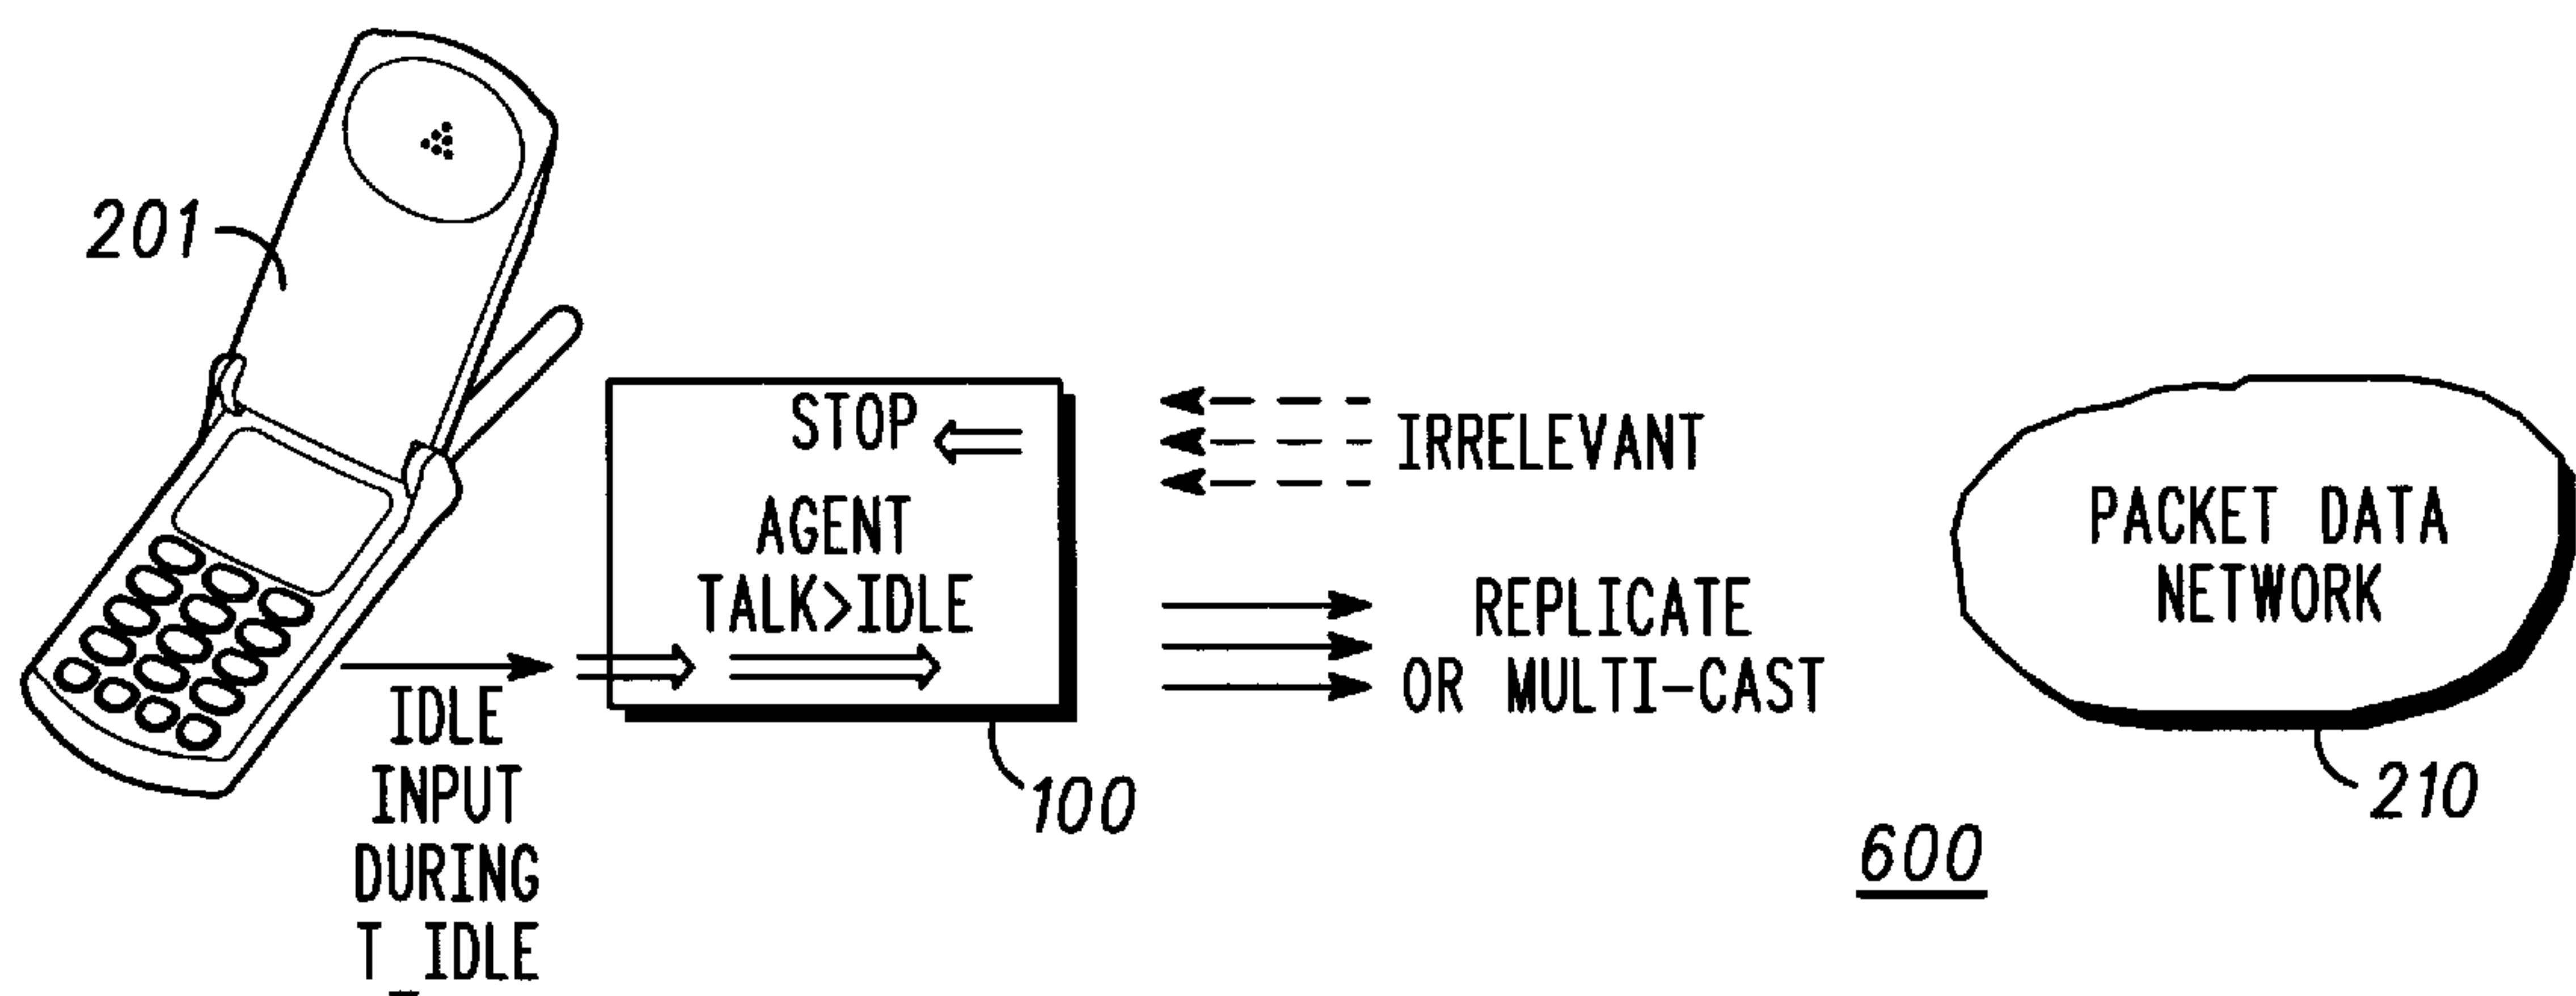 201
STOP
AGENT
TALK>IDLE
IDLE
INPUT
DURING
T_IDLE
100
IRRELEVANT
REPLICATE
OR MULTI-CAST
PACKET DATA
NETWORK
210
600